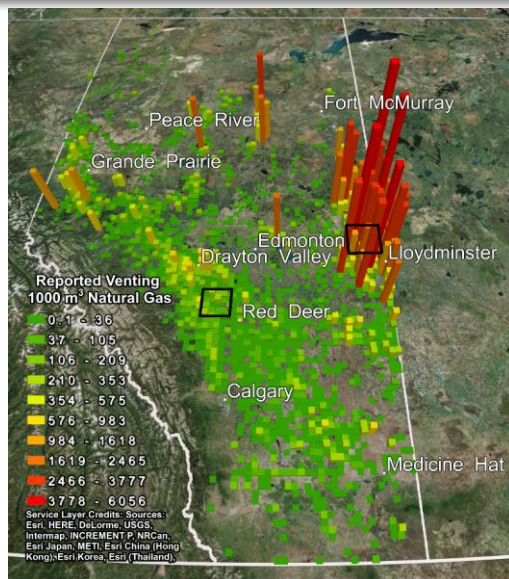 Fort McMurray
Peace River
Grande Prairie
Edmonton
Drayton Valley
Lloydminster
Reported Venting
1000 m³ Natural Gas
Red Deer
0.1 - 36
37 - 105
106 - 209
210 - 353
354 - 575
576 - 983
984 - 1618
1619 - 2465
2466 - 3777
3778 - 6056
Calgary
Medicine Hat
Service Layer Credits: Sources:
Esri, HERE, DeLorme, USGS,
Intermap, INCREMENT P, NRCan,
Esri Japan, METI, Esri China (Hong
Kong), Esri Korea, Esri (Thailand),